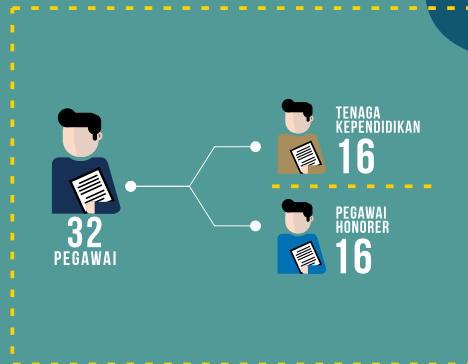 32
PEGAWAI
TENAGA
KEPENDIDIKAN
16
PEGAWAI
HONORER
16